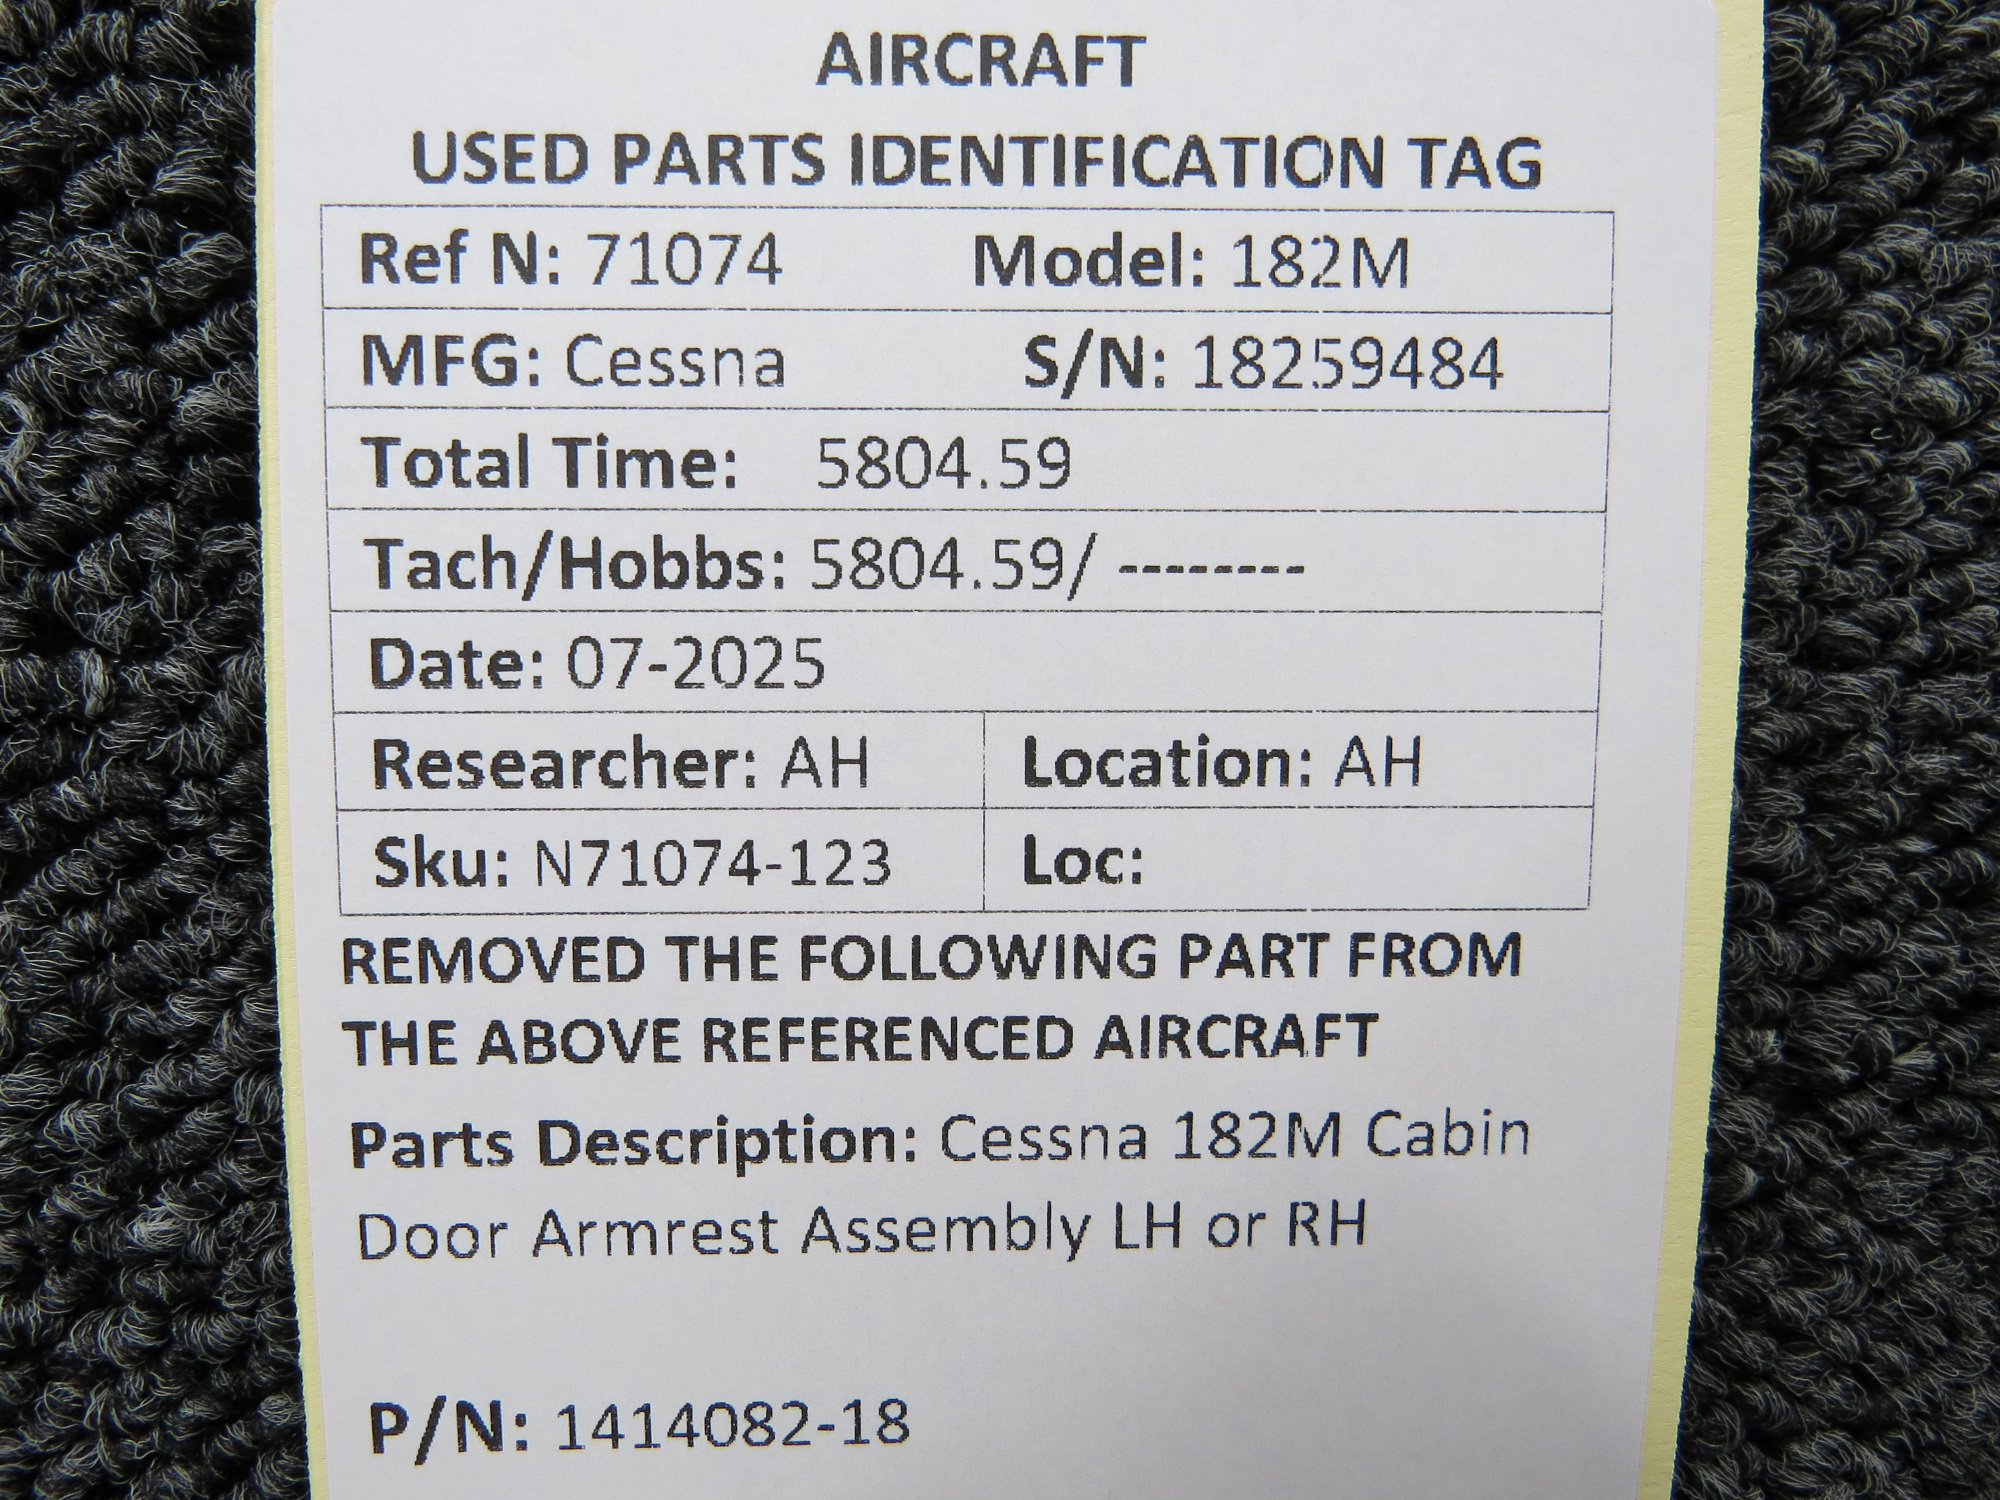 AIRCRAFT
USED PARTS IDENTIFICATION TAG
Ref N: 71074 Model: 182M
MFG: Cessna S/N: 18259484
Total Time: 5804.59
Tach/Hobbs: 5804.59/ --------
Date: 07-2025
Researcher: AH Location: AH
Sku: N71074-123 Loc:
REMOVED THE FOLLOWING PART FROM
THE ABOVE REFERENCED AIRCRAFT
Parts Description: Cessna 182M Cabin
Door Armrest Assembly LH or RH
P/N: 1414082-18